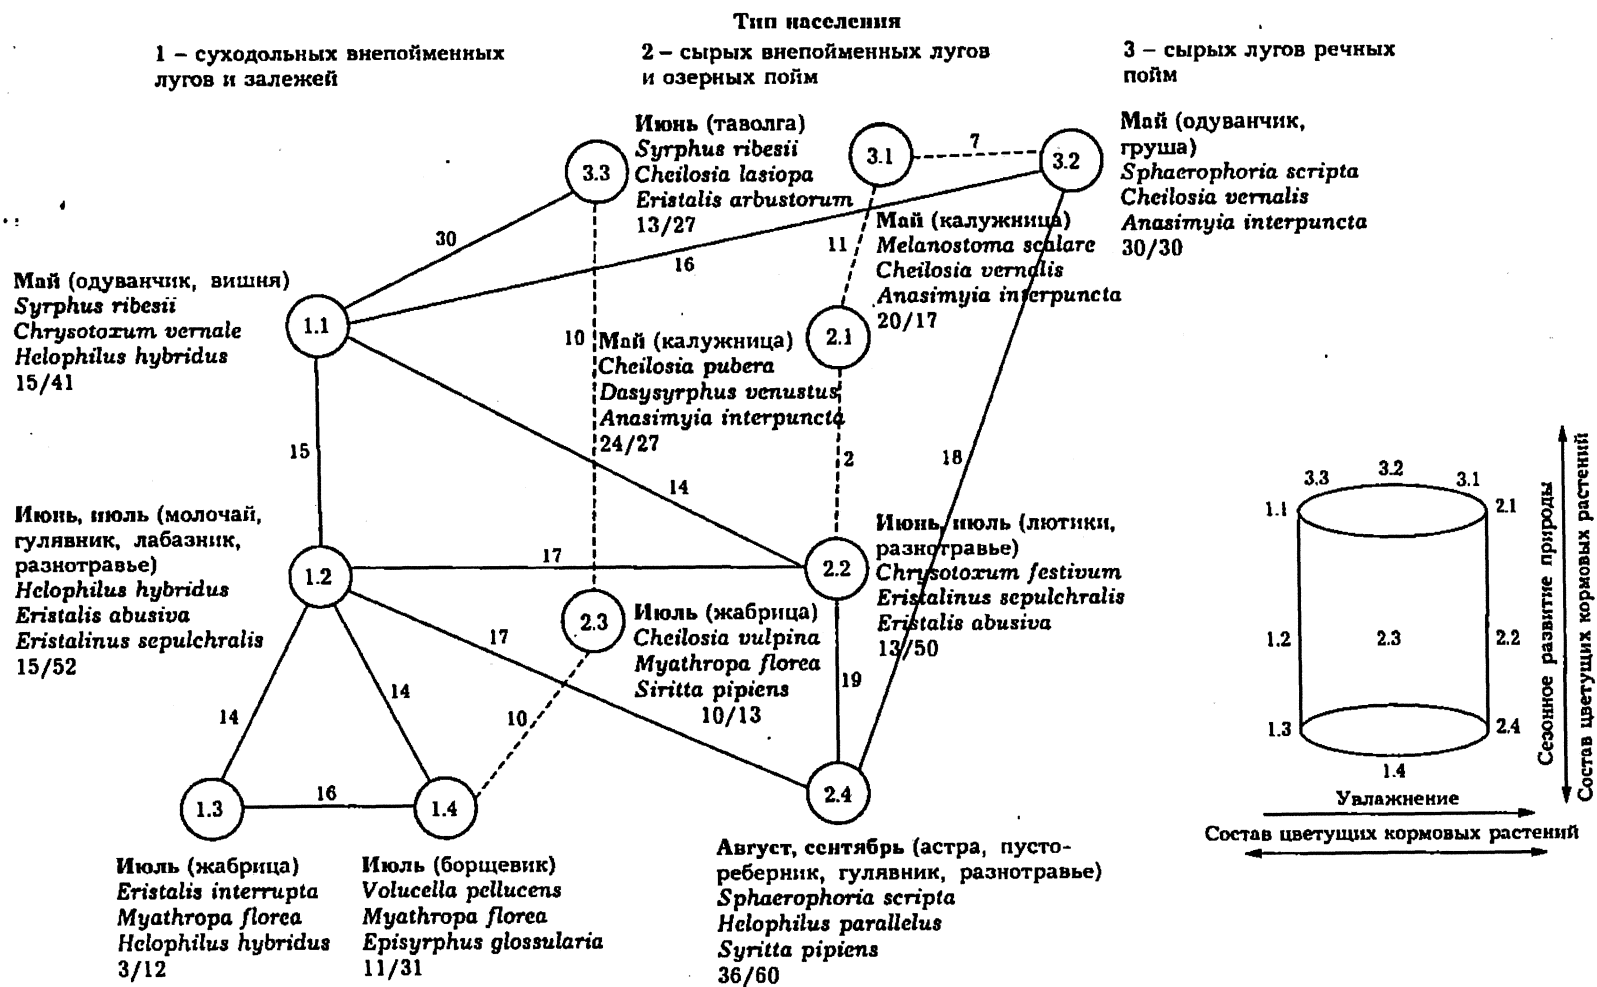 Тип населения
1 – суходольных внепойменных
лугов и залежей
2 – сырых внепойменных лугов
и озерных пойм
3 – сырых лугов речных
пойм
3.3
Июнь (таволга)
Syrphus ribesii
Cheilosia lasiopa
Eristalis arbustorum
13/27
3.1
7
3.2
Май (одуванчик,
груша)
Sphaerophoria scripta
Cheilosia vernalis
Anasimyia interpuncta
30/30
30
16
11
Май (калужница)
Melanostoma scalare
Cheilosia vernalis
Anasimyia interpuncta
20/17
Май (одуванчик, вишня)
Syrphus ribesii
Chrysotoxum vernale
Helophilus hybridus
15/41
1.1
10
Май (калужница)
Cheilosia pubera
Dasysyrphus venustus
Anasimyia interpuncta
24/27
2.1
15
14
2
18
Июнь, июль (молочай,
гулявник, лабазник,
разнотравье)
Helophilus hybridus
Eristalis abusiva
Eristalinus sepulchralis
15/52
1.2
17
2.2
Июнь, июль (лютики,
разнотравье)
Chrysotoxum festivum
Eristalinus sepulchralis
Eristalis abusiva
13/50
2.3
Июль (жабрица)
Cheilosia vulpina
Myathropa florea
Siritta pipiens
10/13
17
14
14
10
19
1.3
16
1.4
2.4
Июль (жабрица)
Eristalis interrupta
Myathropa florea
Helophilus hybridus
3/12
Июль (борщевик)
Volucella pellucens
Myathropa florea
Episyrphus glossularia
11/31
Август, сентябрь (астра, пусто-
реберник, гулявник, разнотравье)
Sphaerophoria scripta
Helophilus parallelus
Syritta pipiens
36/60
3.3
3.2
3.1
1.1
2.1
1.2
2.3
2.2
1.3
2.4
1.4
Увлажнение
Состав цветущих кормовых растений
Сезонное развитие природы
Состав цветущих кормовых растений